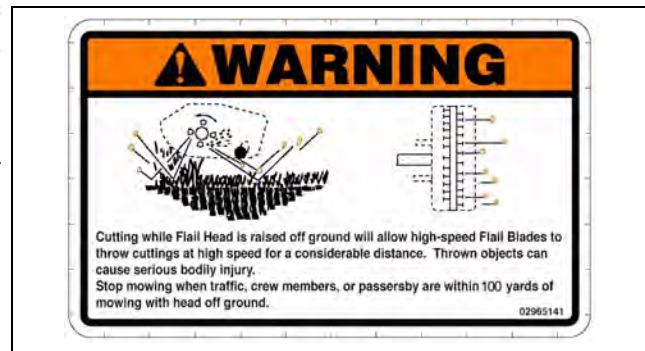 WARNING
Cutting while Flail Head is raised off ground will allow high-speed Flail Blades to
throw cuttings at high speed for a considerable distance.  Thrown objects can
cause serious bodily injury.
Stop mowing when traffic, crew members, or passersby are within 100 yards of
mowing with head off ground.
02965141